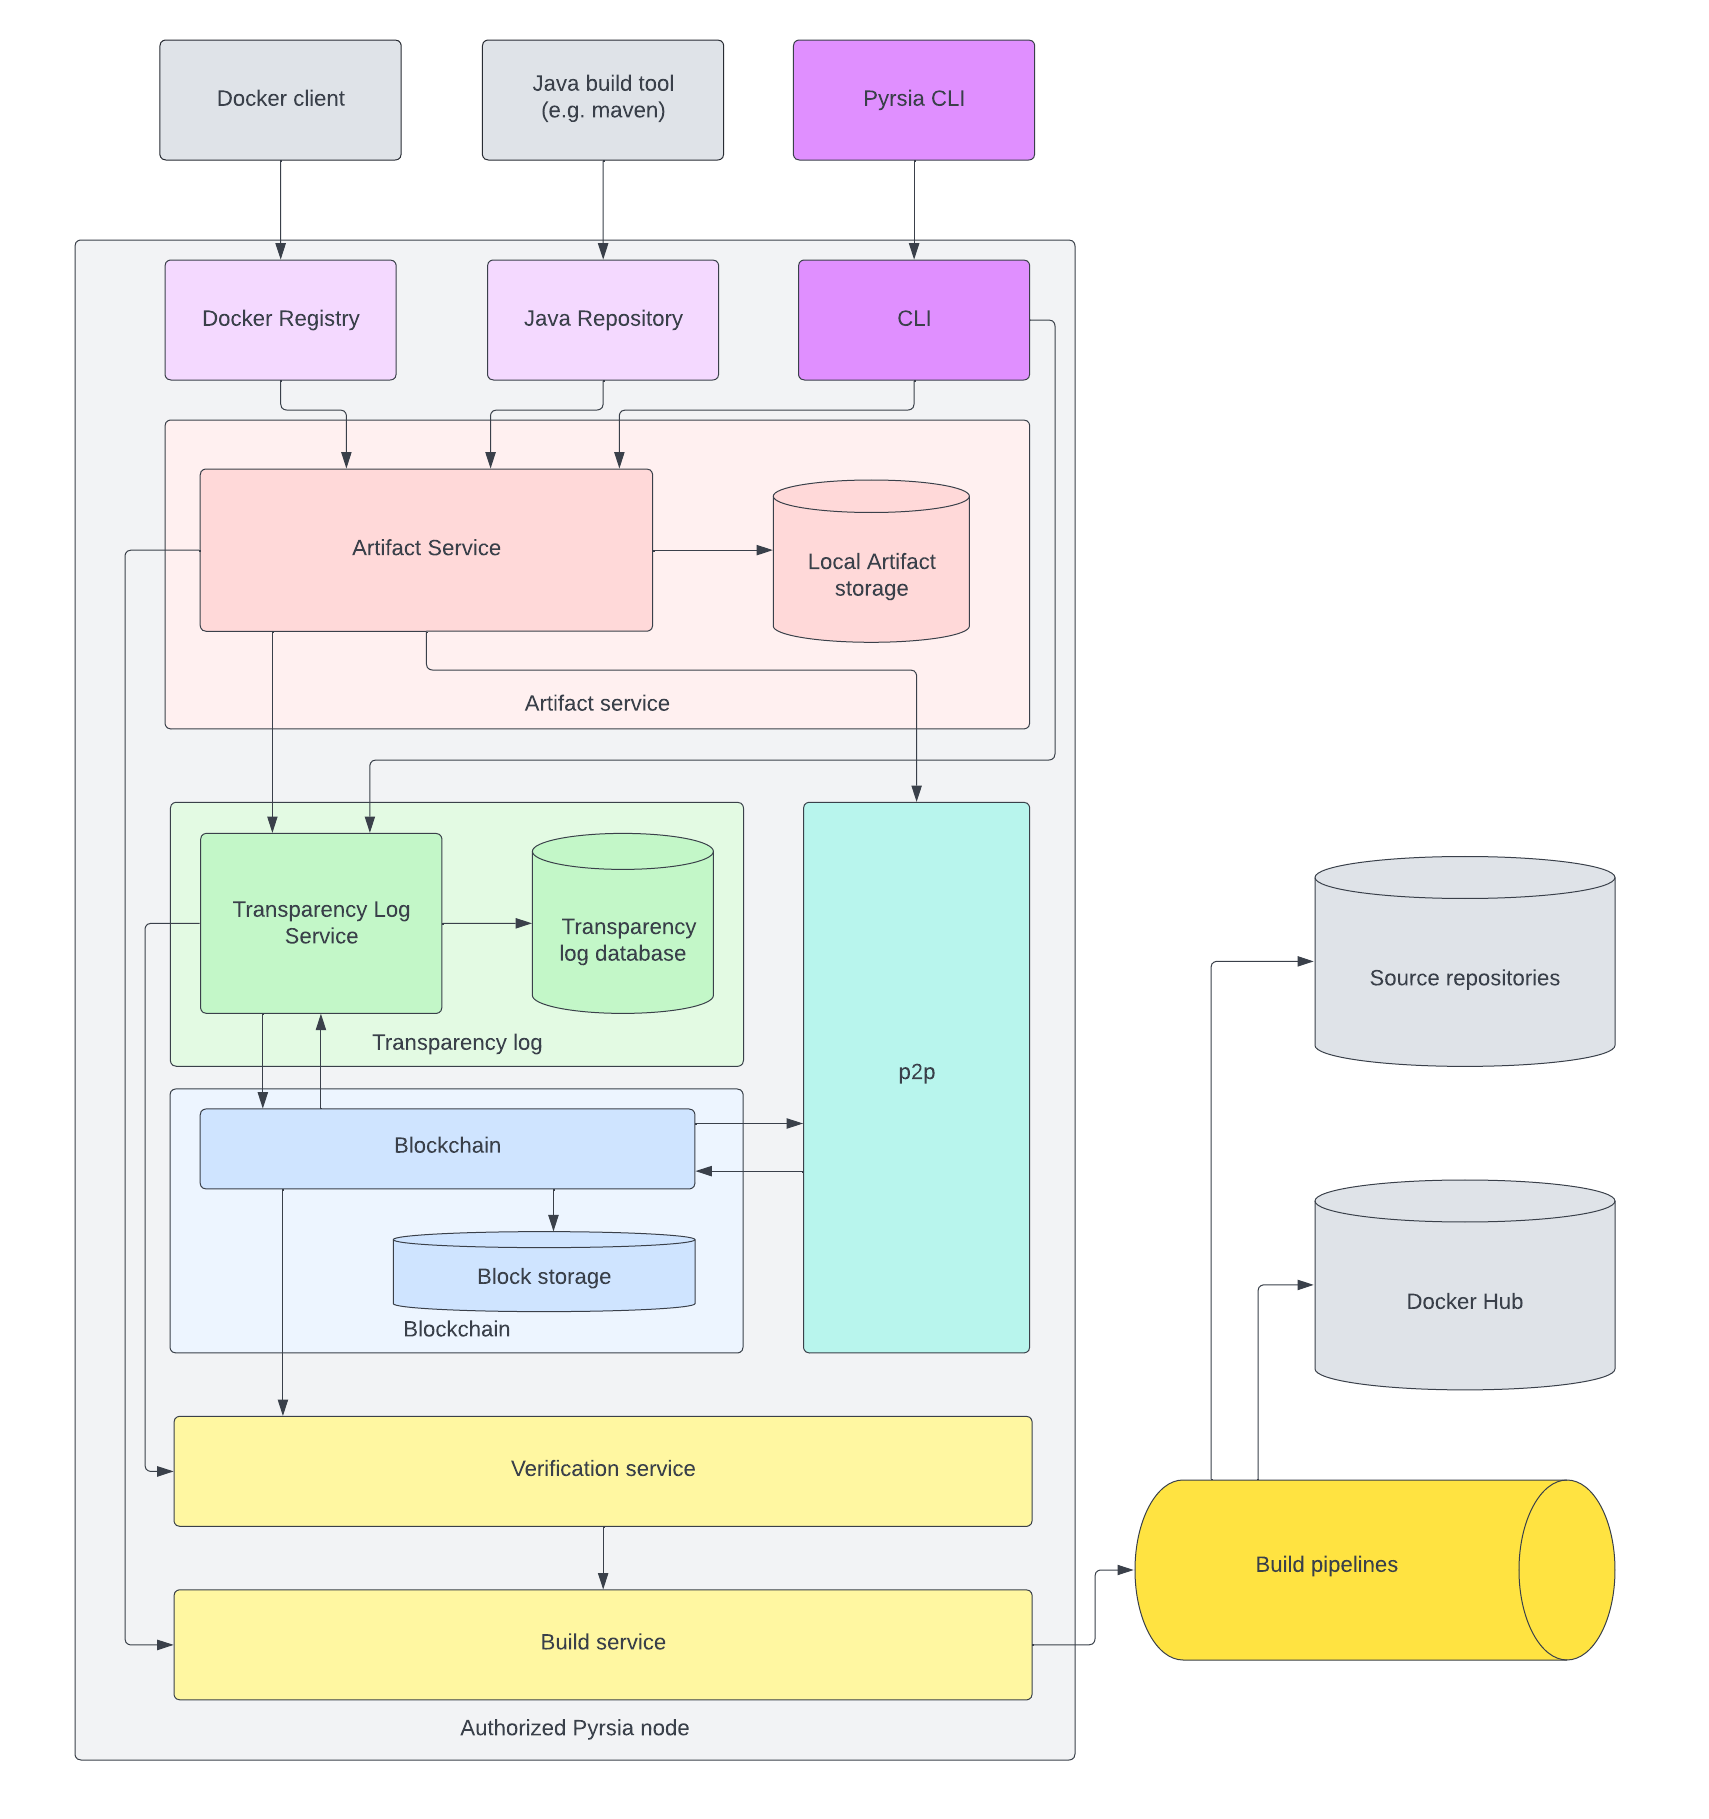 Docker client
Java build tool
(e.g. maven)
Pyrsia CLI
Docker Registry
Java Repository
CLI
Artifact Service
Local Artifact
storage
Artifact service
Transparency Log
Service
Transparency
log database
Transparency log
p2p
Source repositories
Blockchain
Block storage
Blockchain
Docker Hub
Verification service
Build pipelines
Build service
Authorized Pyrsia node